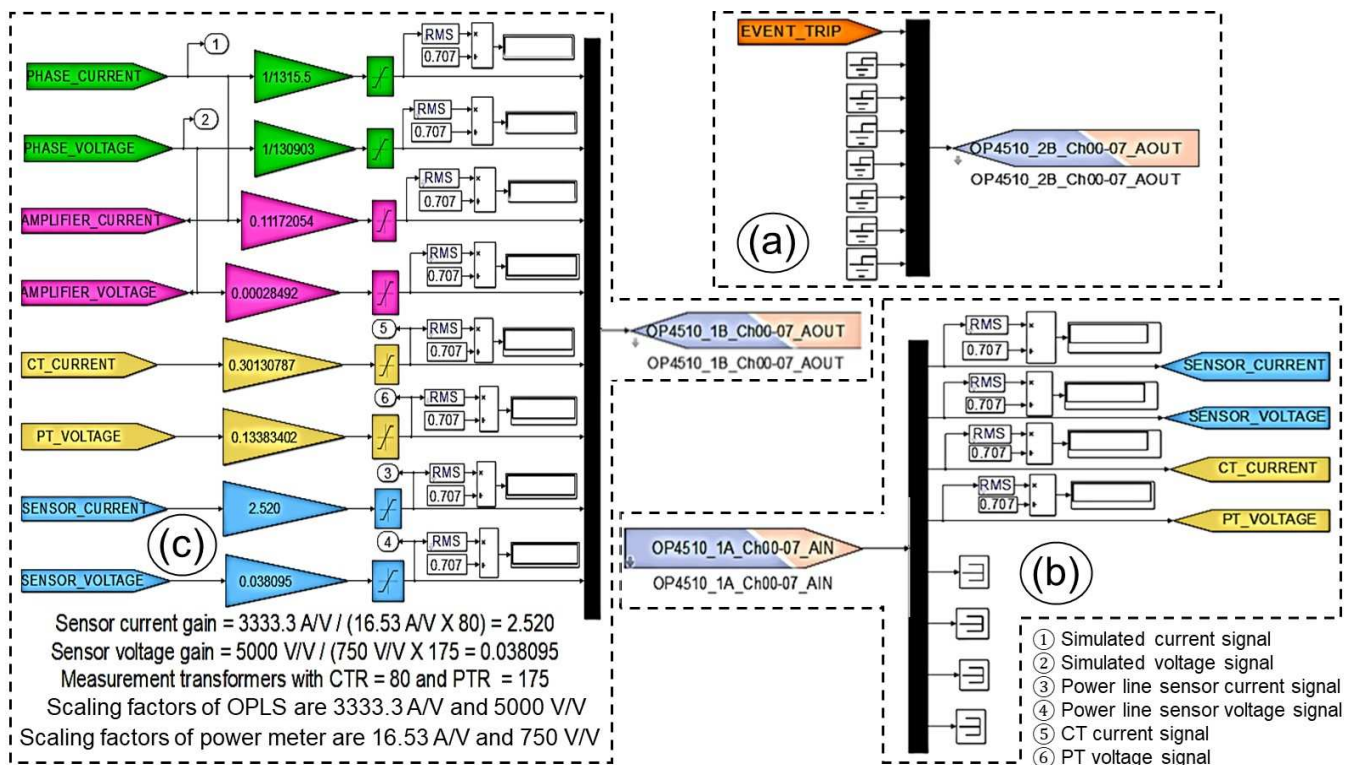 1
RMS
0.707
PHASE_CURRENT
1/1315.5
2
RMS
0.707
PHASE_VOLTAGE
1/130903
RMS
0.707
AMPLIFIER_CURRENT
0.11172054
RMS
0.707
AMPLIFIER_VOLTAGE
0.00028492
5
RMS
0.707
CT_CURRENT
0.30130787
6
RMS
0.707
PT_VOLTAGE
0.13383402
3
RMS
0.707
SENSOR_CURRENT
2.520
4
RMS
0.707
SENSOR_VOLTAGE
0.038095
(c)
OP4510_1B_Ch00-07_AOUT
OP4510_1B_Ch00-07_AOUT
Sensor current gain = 3333.3 A/V / (16.53 A/V X 80) = 2.520
Sensor voltage gain = 5000 V/V / (750 V/V X 175 = 0.038095
Measurement transformers with CTR = 80 and PTR = 175
Scaling factors of OPLS are 3333.3 A/V and 5000 V/V
Scaling factors of power meter are 16.53 A/V and 750 V/V
EVENT_TRIP
OP4510_2B_Ch00-07_AOUT
OP4510_2B_Ch00-07_AOUT
(a)
RMS
0.707
SENSOR_CURRENT
RMS
0.707
SENSOR_VOLTAGE
RMS
0.707
CT_CURRENT
RMS
0.707
PT_VOLTAGE
OP4510_1A_Ch00-07_AIN
OP4510_1A_Ch00-07_AIN
(b)
① Simulated current signal
② Simulated voltage signal
③ Power line sensor current signal
④ Power line sensor voltage signal
⑤ CT current signal
⑥ PT voltage signal